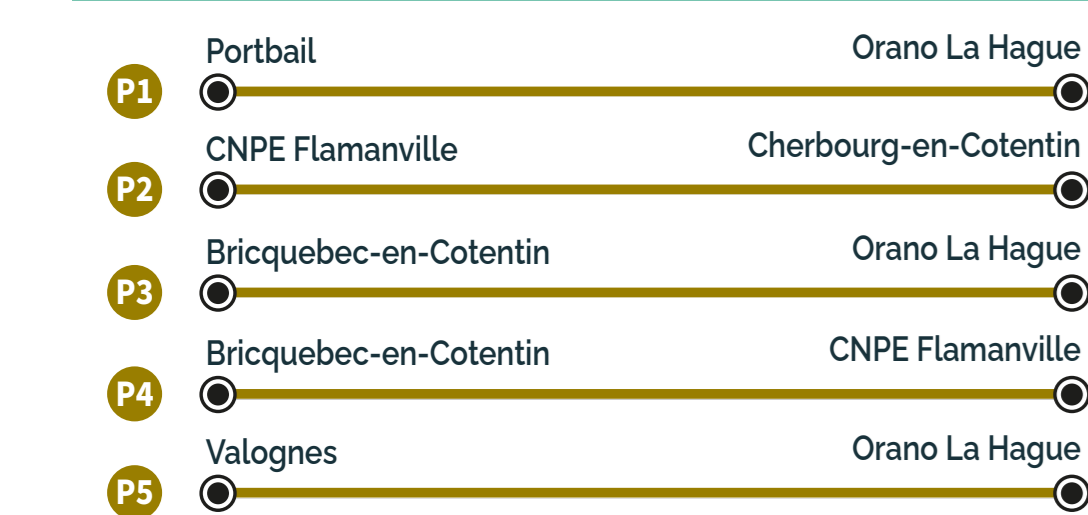 Portbail Orano La Hague
P1
CNPE Flamanville Cherbourg-en-Cotentin
P2
Bricquebec-en-Cotentin Orano La Hague
P3
Bricquebec-en-Cotentin CNPE Flamanville
P4
Valognes Orano La Hague
P5